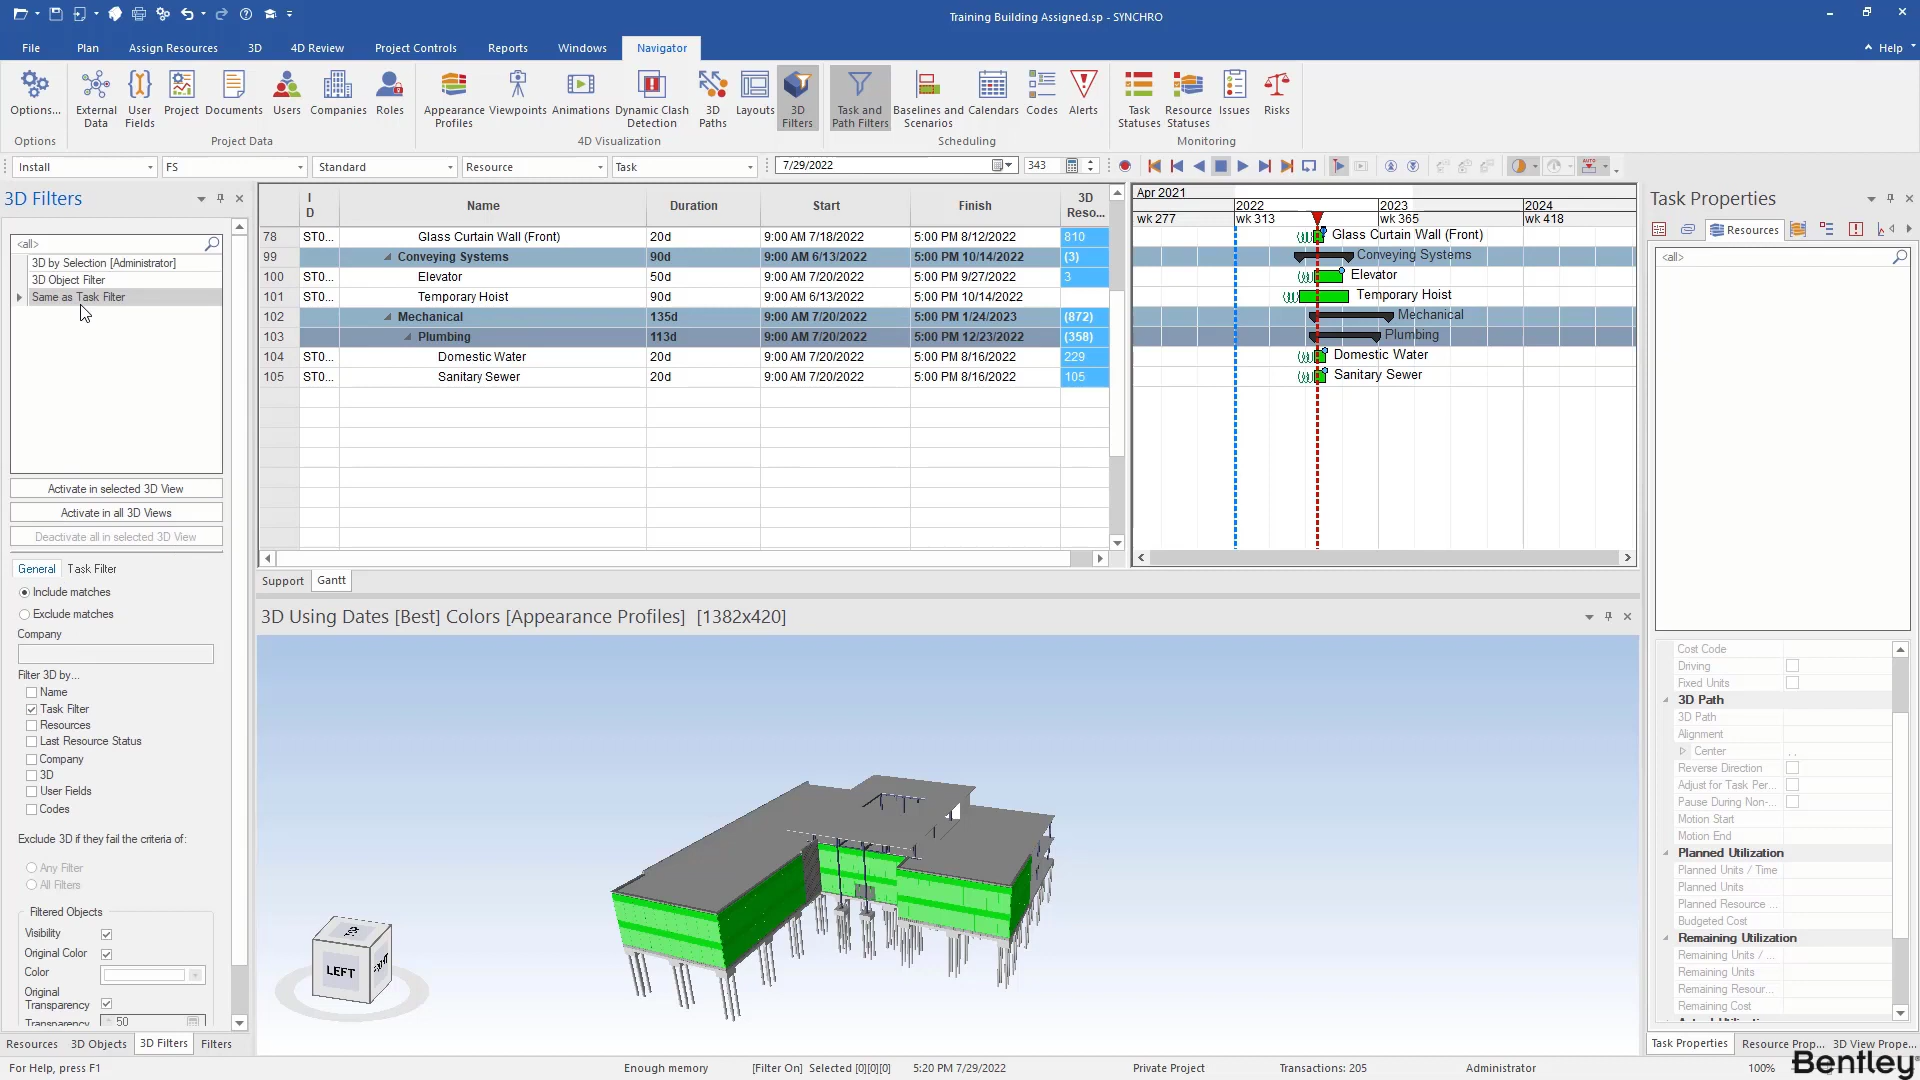 Training Building Assigned.sp - SYNCHRO
File Plan Assign Resources 3D 4D Review Project Controls Reports Windows Navigator Help
Options... External Data User Fields Project Documents Users Companies Roles Appearance Profiles Viewpoints Animations Dynamic Clash Detection 3D Paths Layouts 3D Filters Task and Path Filters Baselines and Scenarios Calendars Codes Alerts Task Statuses Resource Statuses Issues Risks
Options Project Data 4D Visualization Scheduling Monitoring
Install FS Standard Resource Task 7/29/2022 343
3D Filters
<all>
3D by Selection [Administrator]
3D Object Filter
Same as Task Filter
Activate in selected 3D View
Activate in all 3D Views
Deactivate all in selected 3D View
General Task Filter
Include matches
Exclude matches
Company
Filter 3D by...
Name
Task Filter
Resources
Last Resource Status
Company
3D
User Fields
Codes
Exclude 3D if they fail the criteria of:
Any Filter
All Filters
Filtered Objects
Visibility
Original Color
Color
Original
Transparency
Transparency 50
Resources 3D Objects 3D Filters Filters
I D Name Duration Start Finish 3D Reso...
78 ST0... Glass Curtain Wall (Front) 20d 9:00 AM 7/18/2022 5:00 PM 8/12/2022 810
99 Conveying Systems 90d 9:00 AM 6/13/2022 5:00 PM 10/14/2022 (3)
100 ST0... Elevator 50d 9:00 AM 7/20/2022 5:00 PM 9/27/2022 3
101 ST0... Temporary Hoist 90d 9:00 AM 6/13/2022 5:00 PM 10/14/2022
102 Mechanical 135d 9:00 AM 7/20/2022 5:00 PM 1/24/2023 (872)
103 Plumbing 113d 9:00 AM 7/20/2022 5:00 PM 12/23/2022 (358)
104 ST0... Domestic Water 20d 9:00 AM 7/20/2022 5:00 PM 8/16/2022 229
105 ST0... Sanitary Sewer 20d 9:00 AM 7/20/2022 5:00 PM 8/16/2022 105
Support Gantt
Apr 2021
2022 2023 2024
wk 277 wk 313 wk 365 wk 418
Glass Curtain Wall (Front)
Conveying Systems
Elevator
Temporary Hoist
Mechanical
Plumbing
Domestic Water
Sanitary Sewer
3D Using Dates [Best] Colors [Appearance Profiles] [1382x420]
LEFT
Task Properties
Resources
<all>
Cost Code
Driving
Fixed Units
3D Path
3D Path
Alignment
Center , ,
Reverse Direction
Adjust for Task Per...
Pause During Non-...
Motion Start
Motion End
Planned Utilization
Planned Units / Time
Planned Units
Planned Resource ...
Budgeted Cost
Remaining Utilization
Remaining Units / ...
Remaining Units
Remaining Resour...
Remaining Cost
Task Properties Resource Prop... 3D View Prope...
For Help, press F1 Enough memory [Filter On] Selected [0][0][0] 5:20 PM 7/29/2022 Private Project Transactions: 205 Administrator 100%
Bentley